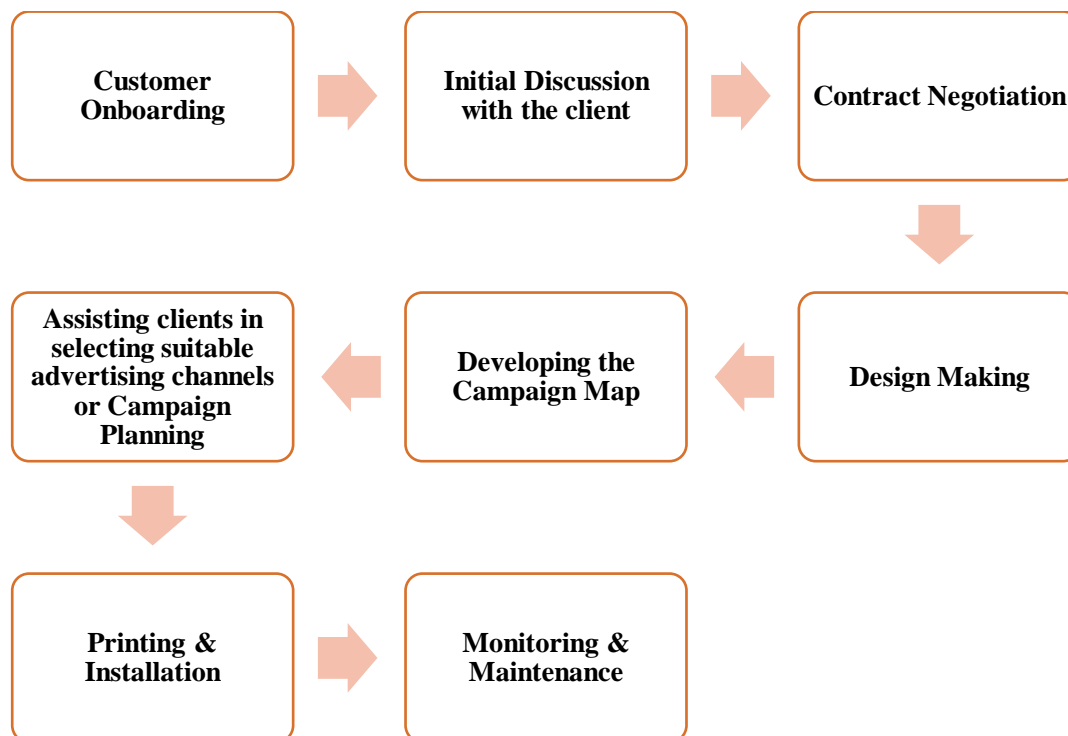 Customer
Onboarding
Initial Discussion
with the client
Contract Negotiation
Design Making
Developing the
Campaign Map
Assisting clients in
selecting suitable
advertising channels
or Campaign
Planning
Printing &
Installation
Monitoring &
Maintenance